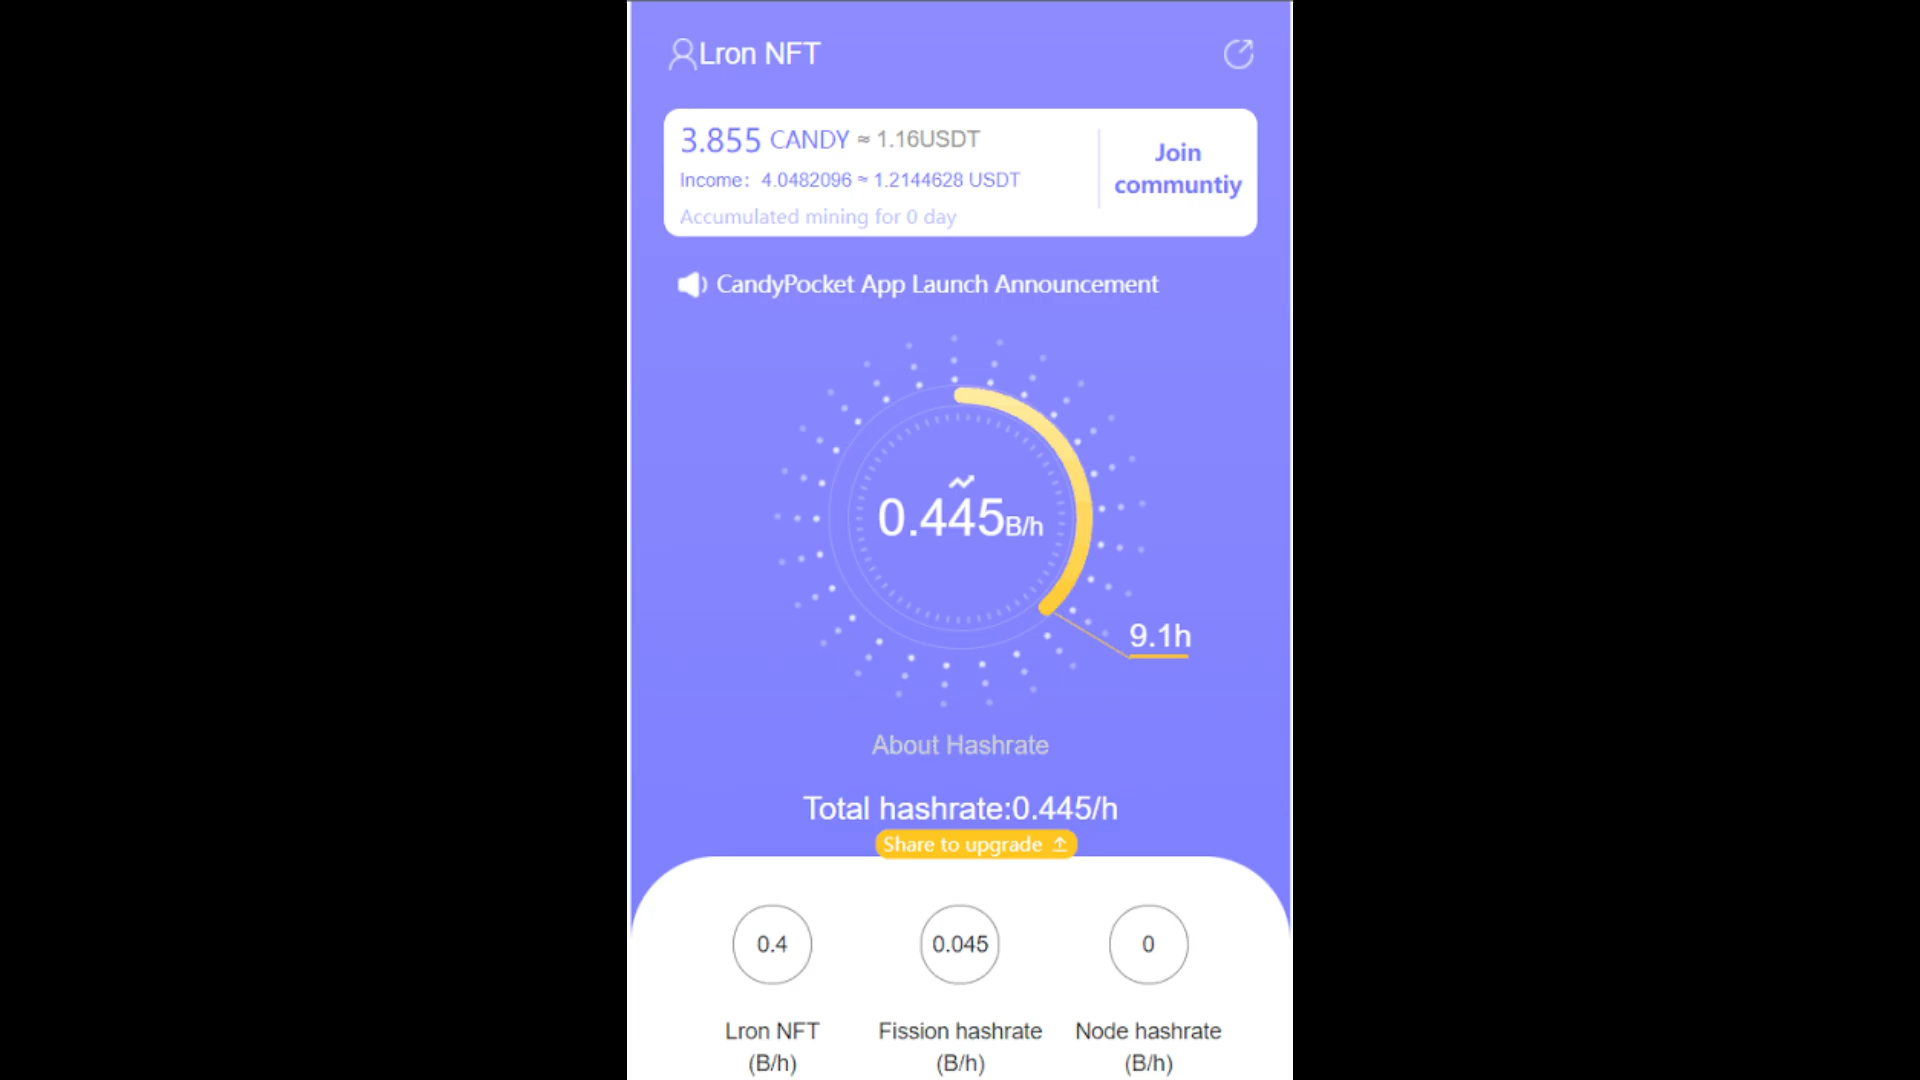 Lron NFT
3.855 CANDY ≈ 1.16USDT
Income: 4.0482096 ≈ 1.2144628 USDT
Accumulated mining for 0 day
Join
communtiy
CandyPocket App Launch Announcement
0.445B/h
9.1h
About Hashrate
Total hashrate:0.445/h
Share to upgrade
0.4
0.045
0
Lron NFT
(B/h)
Fission hashrate
(B/h)
Node hashrate
(B/h)